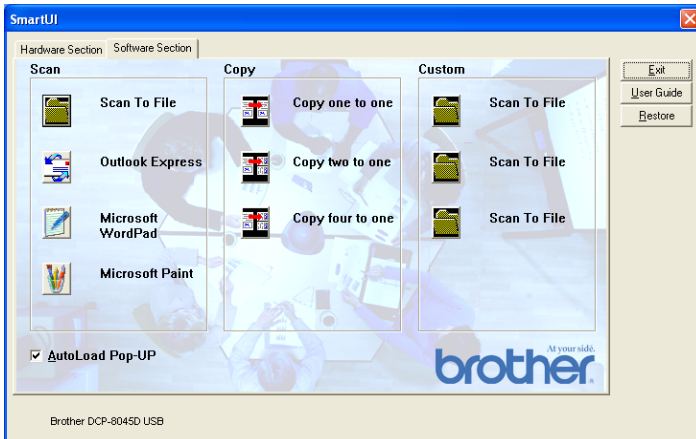 SmartUI
Hardware Section
Software Section
Scan
Scan To File
Outlook Express
Microsoft
WordPad
Microsoft Paint
Copy
Copy one to one
Copy two to one
Copy four to one
Custom
Scan To File
Scan To File
Scan To File
Exit
User Guide
Restore
AutoLoad Pop-UP
At your side.
brother
Brother DCP-8045D USB